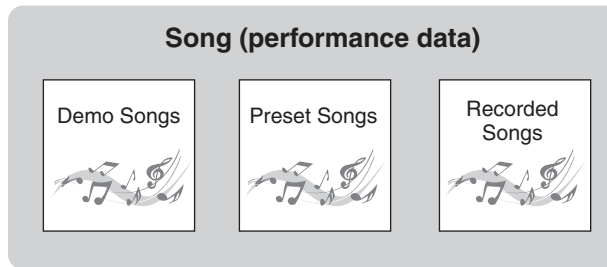 Song (performance data)
Demo Songs
Preset Songs
Recorded
Songs